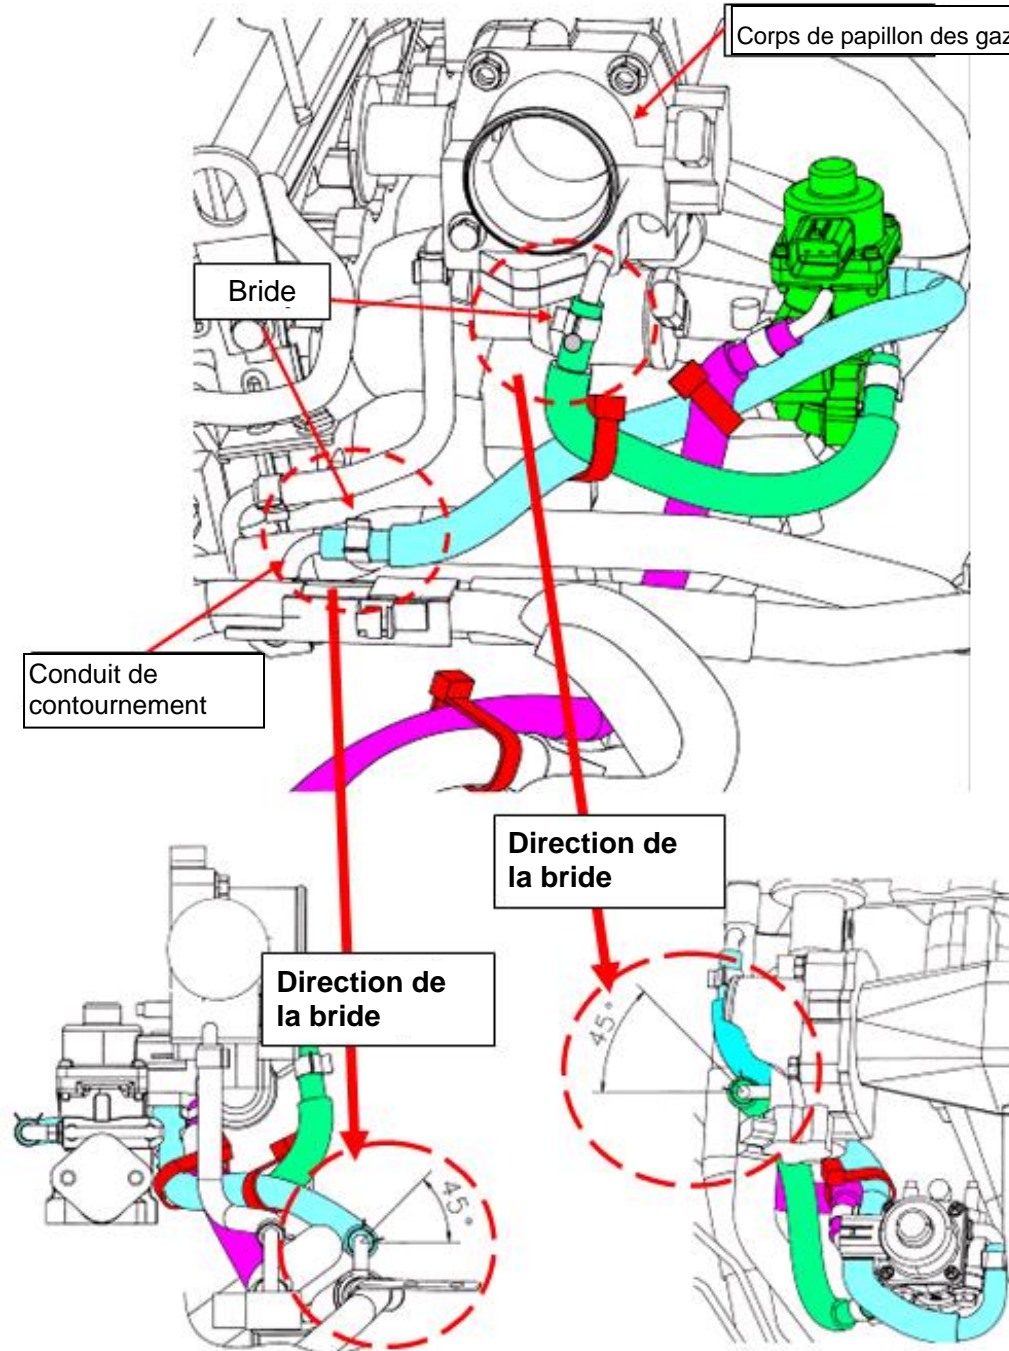 Corps de papillon des gaz
Bride
Conduit de
contournement
Direction de
la bride
Direction de
la bride
45°
45°